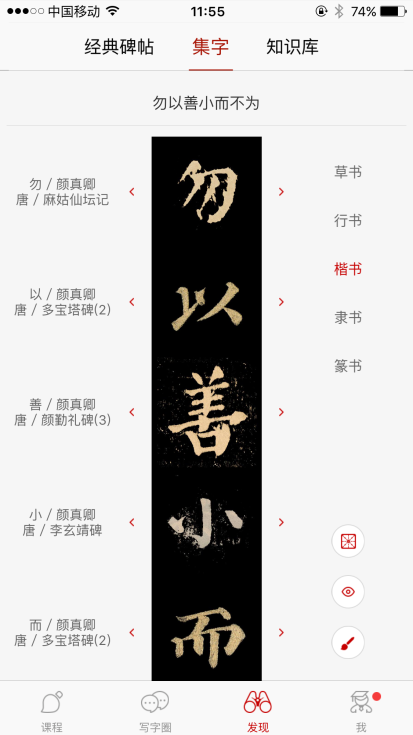 中国移动 11:55 74%
经典碑帖 集字 知识库
勿以善小而不为
勿 / 颜真卿
唐 / 麻姑仙坛记
勿
草书
行书
以 / 颜真卿
唐 / 多宝塔碑(2)
以
楷书
隶书
篆书
善 / 颜真卿
唐 / 颜勤礼碑(3)
善
小 / 颜真卿
唐 / 李玄靖碑
小
而 / 颜真卿
唐 / 多宝塔碑(2)
而
课程 写字圈 发现 我